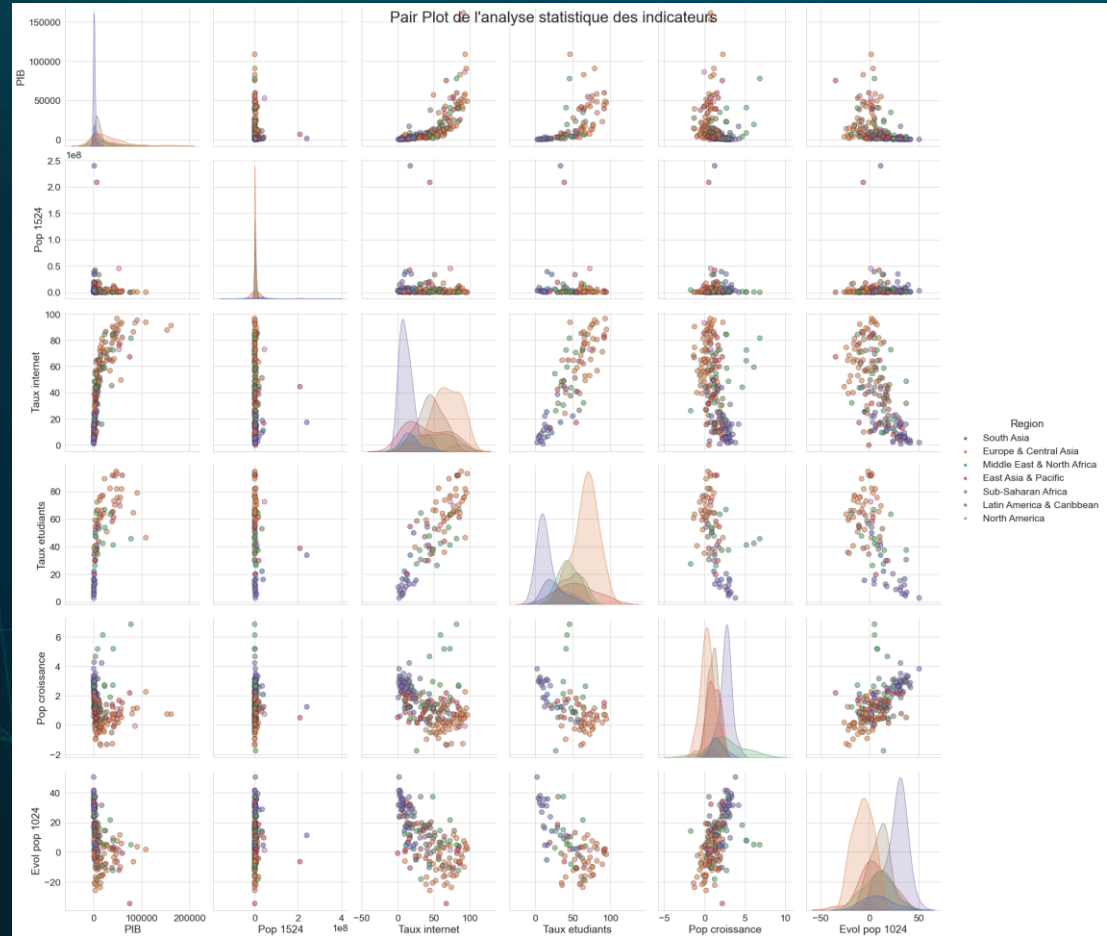 Pair Plot de l'analyse statistique des indicateurs
150000
100000
50000
0
PIB
1e8
2.5
2.0
1.5
1.0
0.5
0.0
Pop 1524
100
80
60
40
20
0
Taux internet
80
60
40
20
0
Taux etudiants
6
4
2
0
−2
Pop croissance
40
20
0
−20
Evol pop 1024
0 100000 200000
PIB
0 2 4
1e8
Pop 1524
−50 0 50 100
Taux internet
0 50 100
Taux etudiants
−5 0 5 10
Pop croissance
−50 0 50
Evol pop 1024
Region
South Asia
Europe & Central Asia
Middle East & North Africa
East Asia & Pacific
Sub-Saharan Africa
Latin America & Caribbean
North America